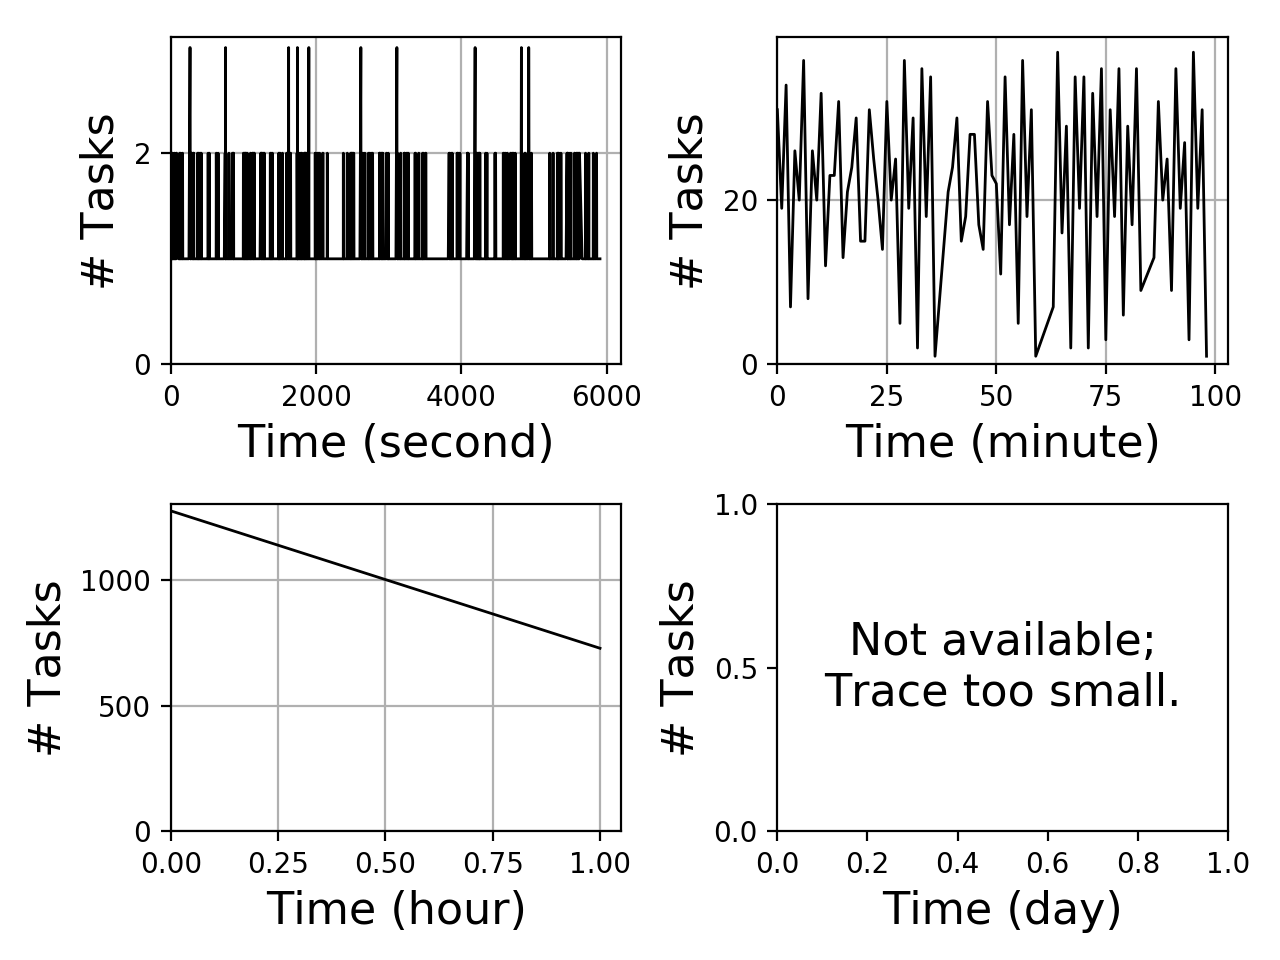 # Tasks
2
0
0 2000 4000 6000
Time (second)
# Tasks
20
0
0 25 50 75 100
Time (minute)
# Tasks
1000
500
0
0.00 0.25 0.50 0.75 1.00
Time (hour)
# Tasks
1.0
0.5
0.0
Not available;
Trace too small.
0.0 0.2 0.4 0.6 0.8 1.0
Time (day)